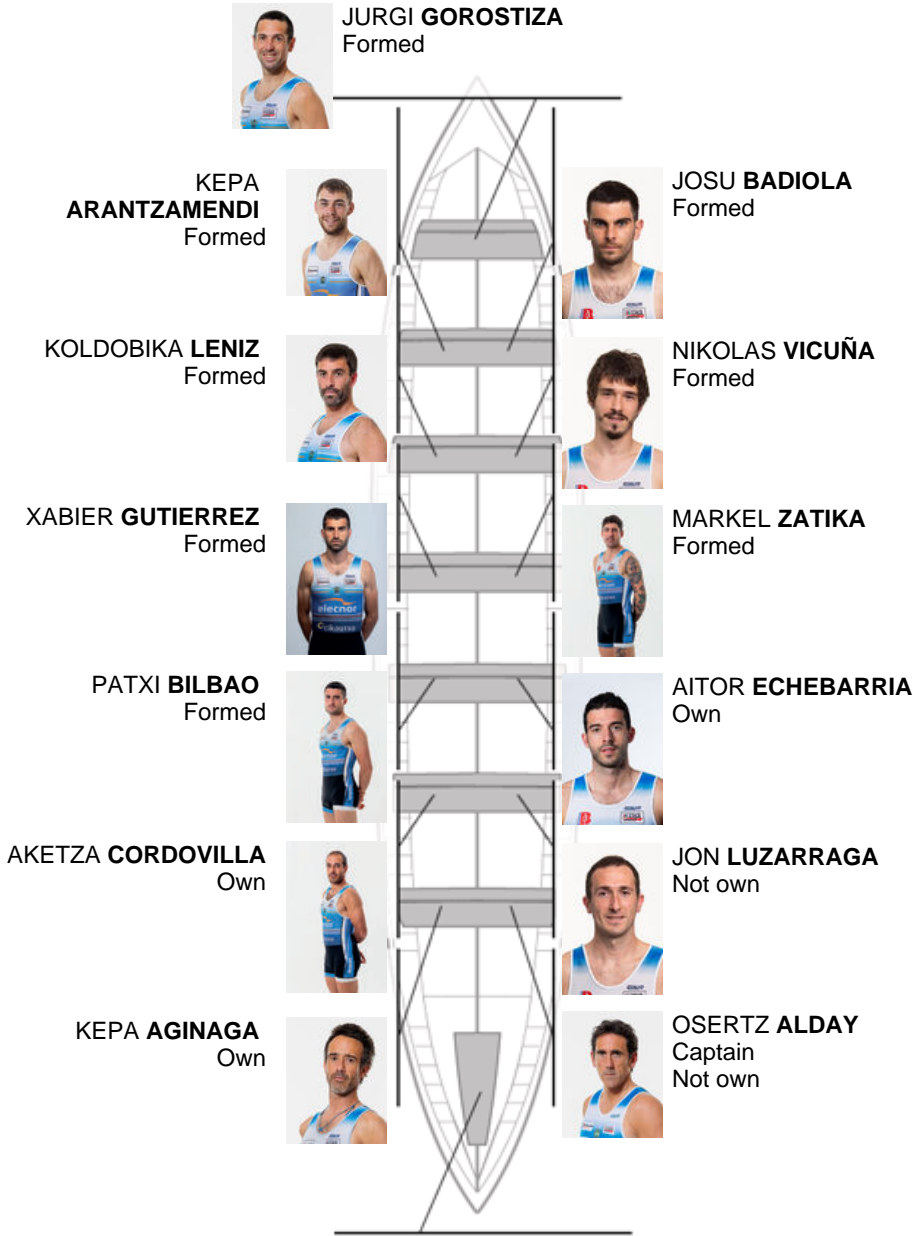 JURGI GOROSTIZA
Formed
KEPA
ARANTZAMENDI
Formed
JOSU BADIOLA
Formed
KOLDOBIKA LENIZ
Formed
NIKOLAS VICUÑA
Formed
XABIER GUTIERREZ
Formed
elecnor
MARKEL ZATIKA
Formed
PATXI BILBAO
Formed
AITOR ECHEBARRIA
Own
AKETZA CORDOVILLA
Own
JON LUZARRAGA
Not own
KEPA AGINAGA
Own
OSERTZ ALDAY
Captain
Not own